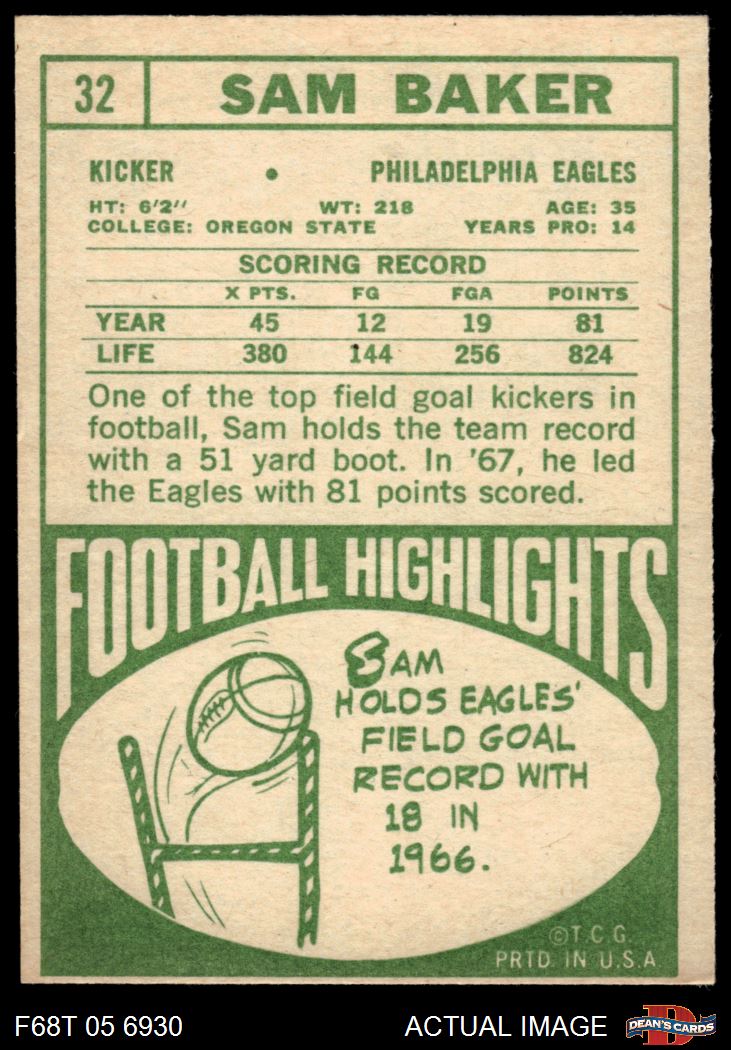 32 SAM BAKER
KICKER • PHILADELPHIA EAGLES
HT: 6'2" WT: 218 AGE: 35
COLLEGE: OREGON STATE YEARS PRO: 14
SCORING RECORD
X PTS. FG FGA POINTS
YEAR 45 12 19 81
LIFE 380 144 256 824
One of the top field goal kickers in
football, Sam holds the team record
with a 51 yard boot. In '67, he led
the Eagles with 81 points scored.
FOOTBALL HIGHLIGHTS
SAM
HOLDS EAGLES'
FIELD GOAL
RECORD WITH
18 IN
1966.
©T.C.G.
PRTD. IN U.S.A.
F68T 05 6930 ACTUAL IMAGE D DEAN'S CARDS